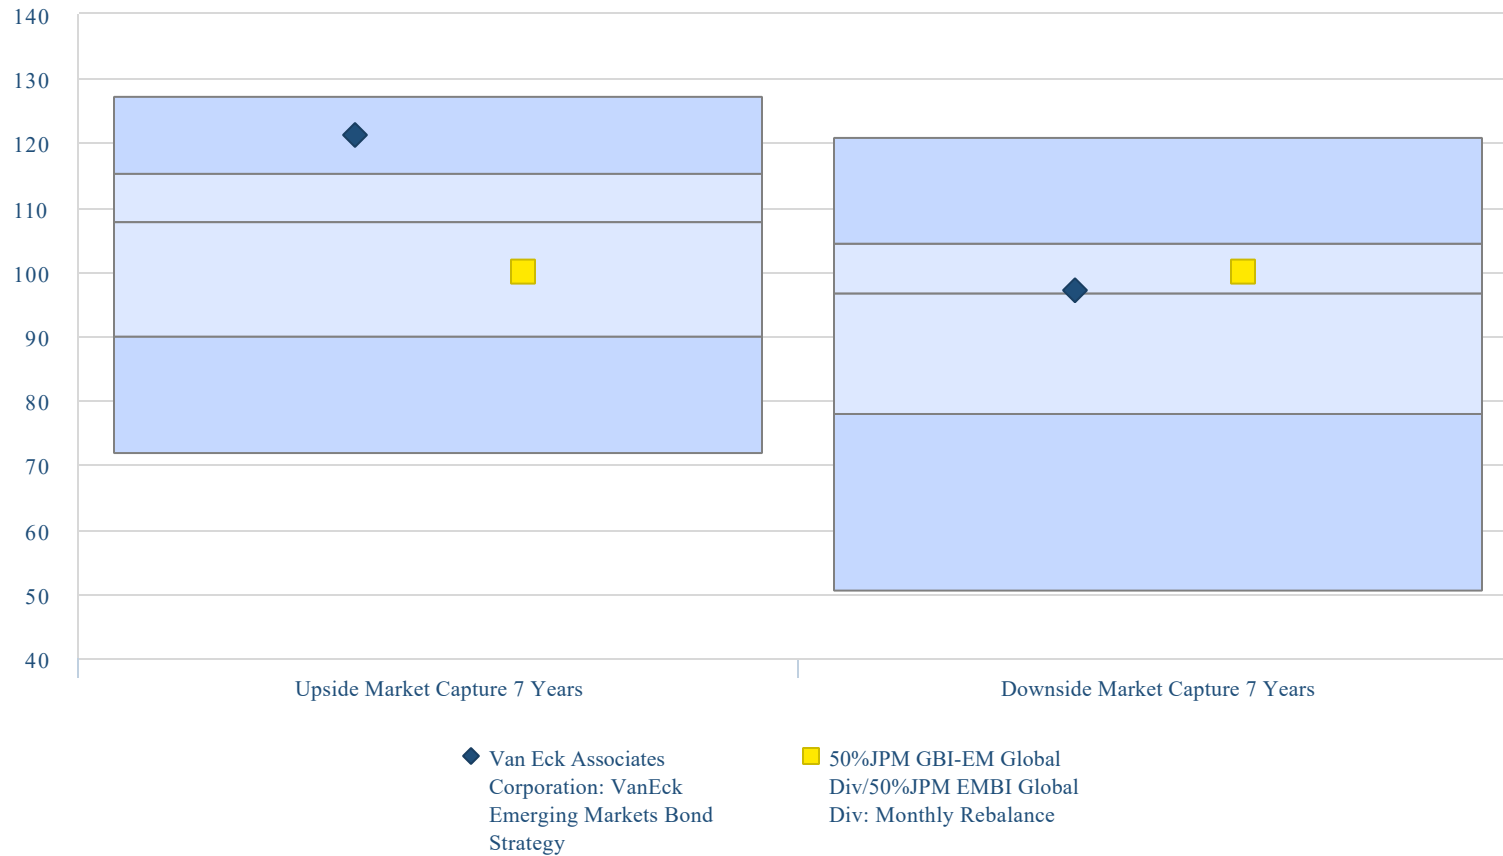 140
130
120
110
100
90
80
70
60
50
40
Upside Market Capture 7 Years
Downside Market Capture 7 Years
Van Eck Associates
Corporation: VanEck
Emerging Markets Bond
Strategy
50%JPM GBI-EM Global
Div/50%JPM EMBI Global
Div: Monthly Rebalance